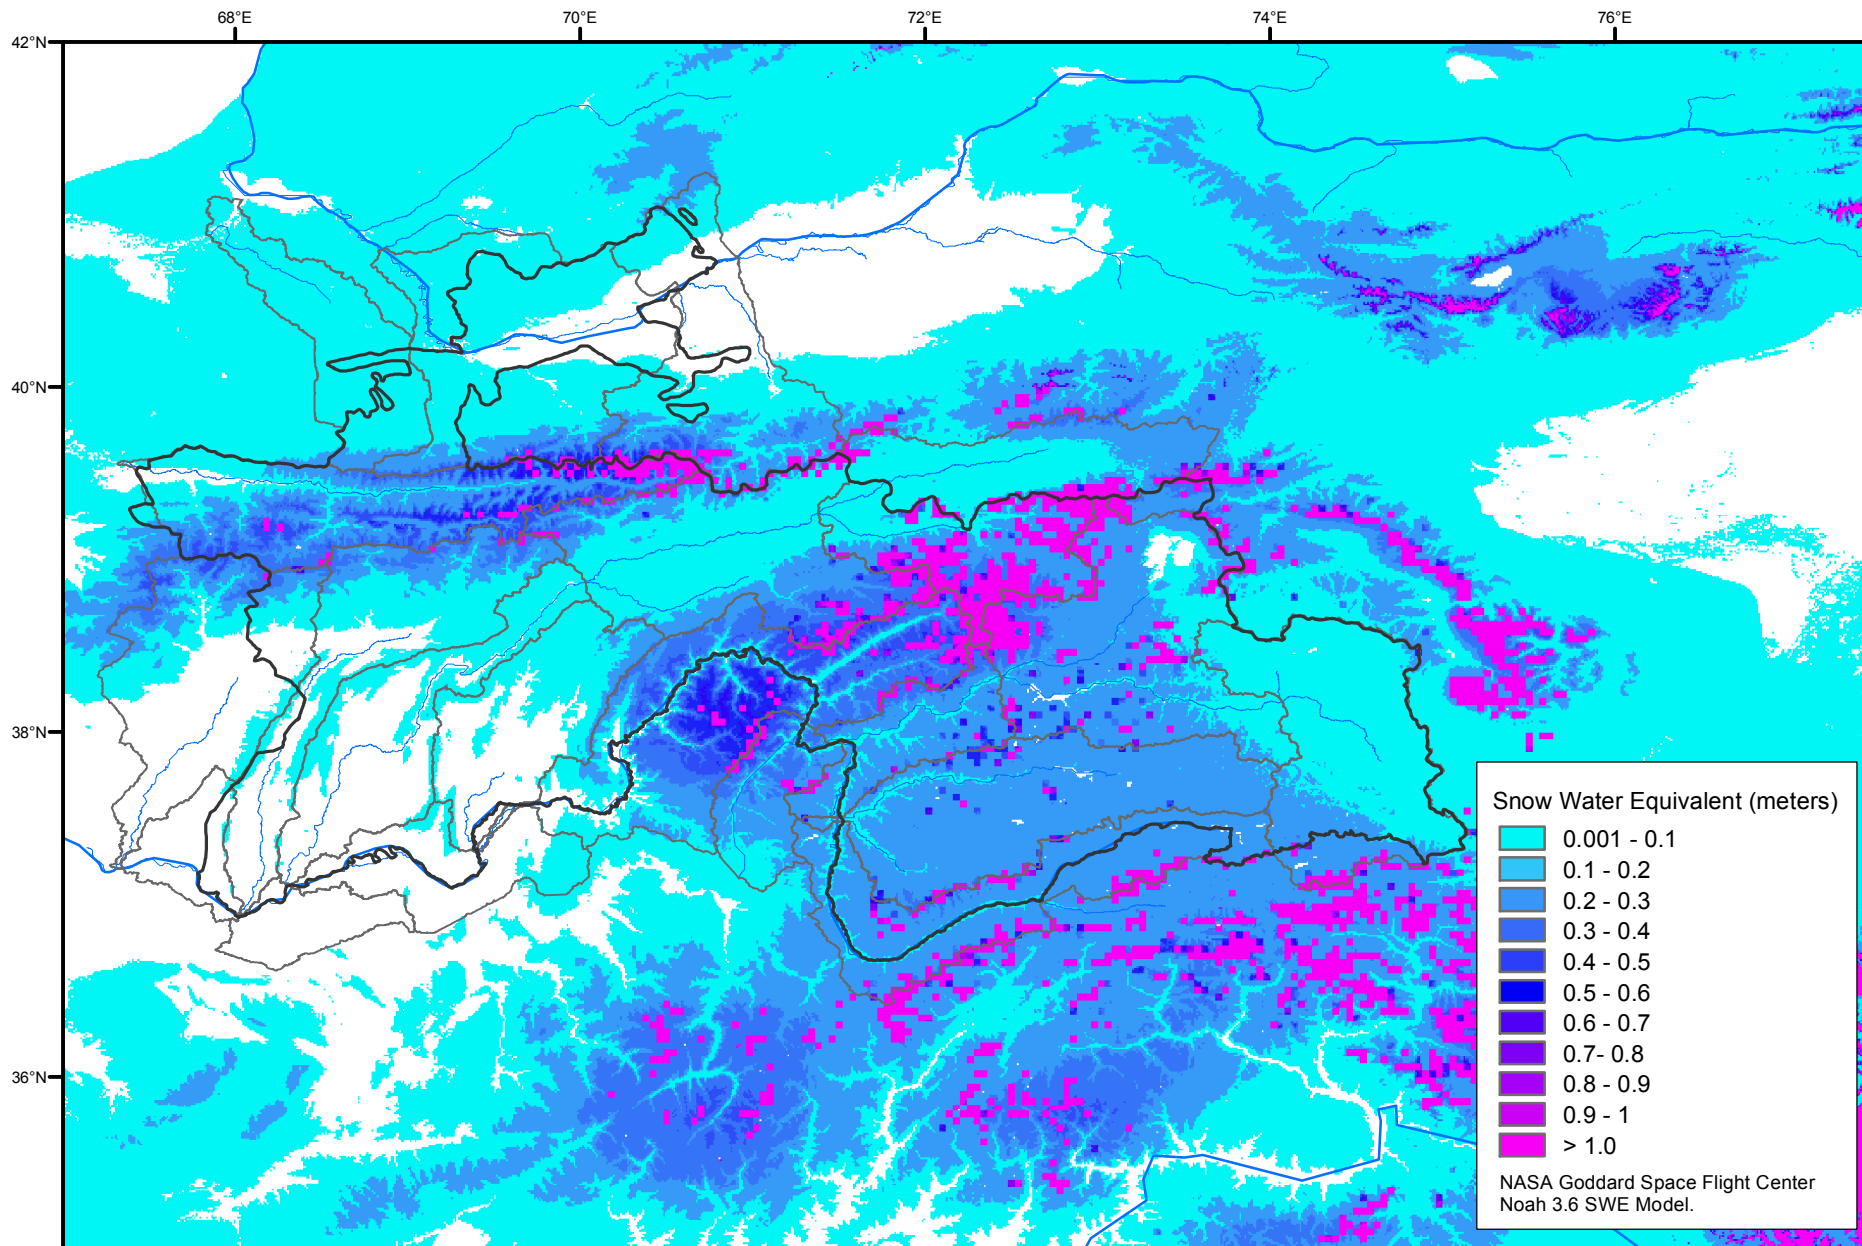 68°E 70°E 72°E 74°E 76°E
42°N
40°N
38°N
36°N
Snow Water Equivalent (meters)
0.001 - 0.1
0.1 - 0.2
0.2 - 0.3
0.3 - 0.4
0.4 - 0.5
0.5 - 0.6
0.6 - 0.7
0.7- 0.8
0.8 - 0.9
0.9 - 1
> 1.0
NASA Goddard Space Flight Center
Noah 3.6 SWE Model.